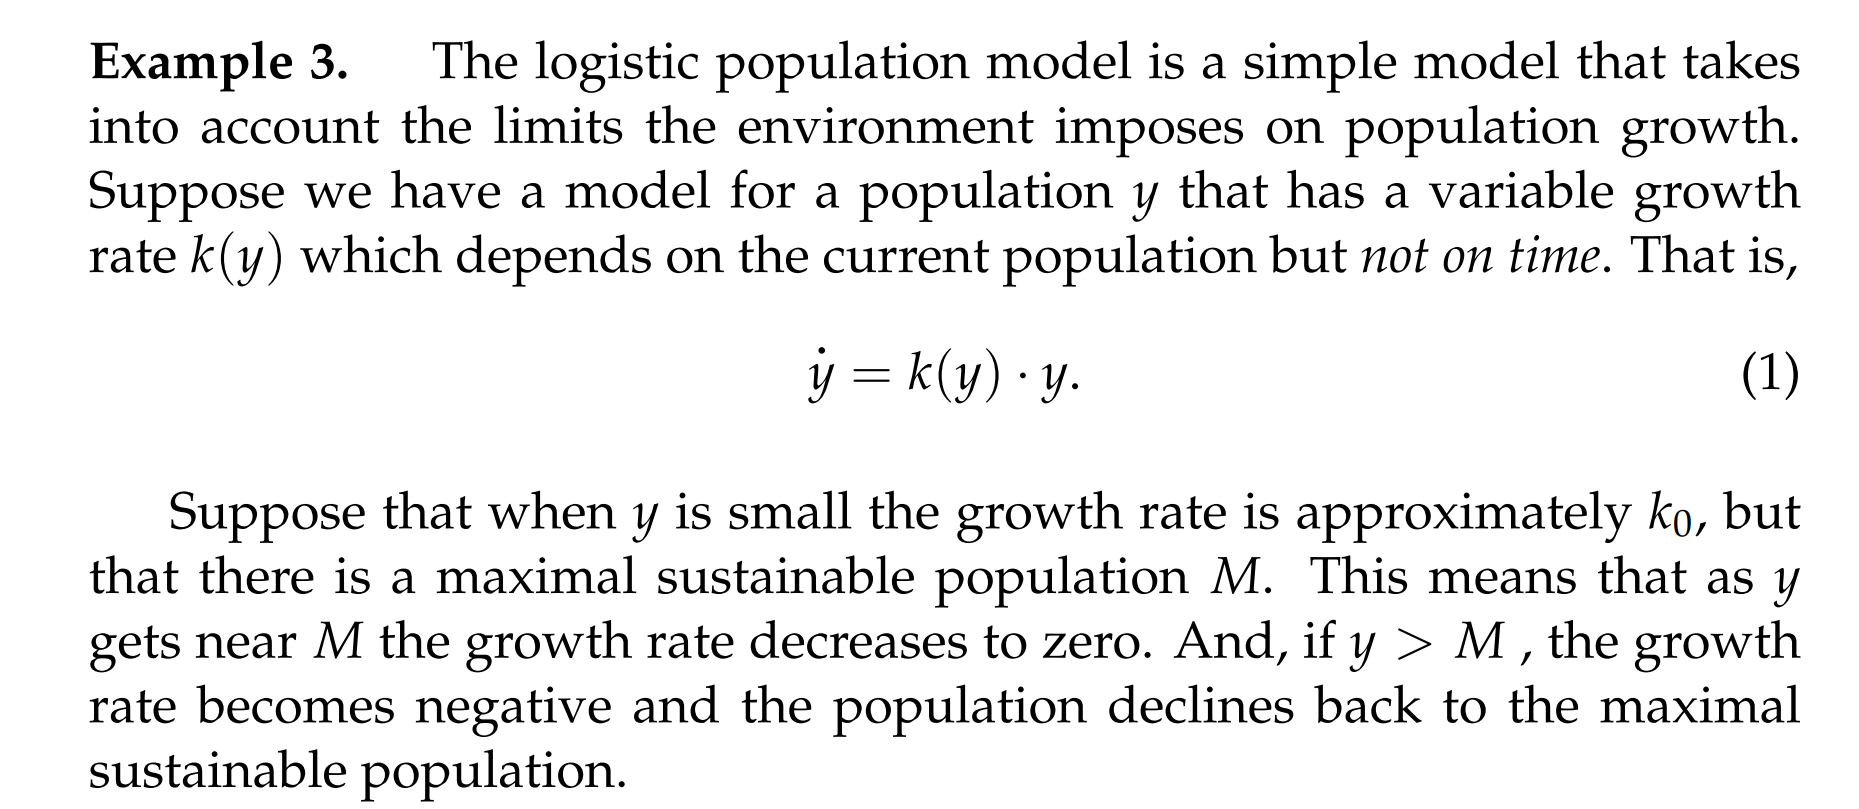 Example 3. The logistic population model is a simple model that takes
into account the limits the environment imposes on population growth.
Suppose we have a model for a population y that has a variable growth
rate k(y) which depends on the current population but not on time. That is,
ẏ = k(y) · y. (1)
Suppose that when y is small the growth rate is approximately k₀, but
that there is a maximal sustainable population M. This means that as y
gets near M the growth rate decreases to zero. And, if y > M , the growth
rate becomes negative and the population declines back to the maximal
sustainable population.